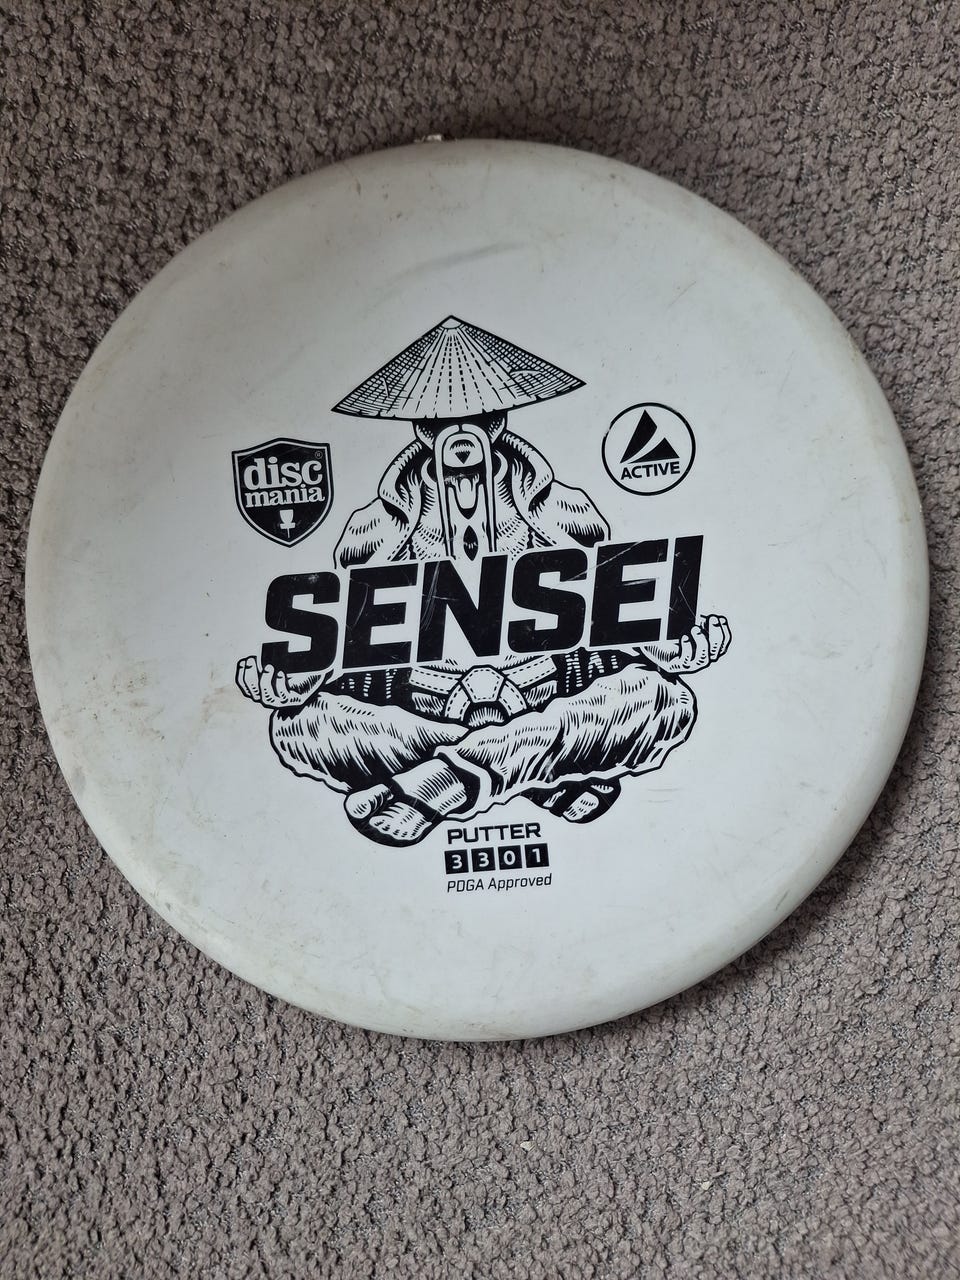 disc
mania
®
ACTIVE
SENSEI
PUTTER
3 3 0 1
PDGA Approved